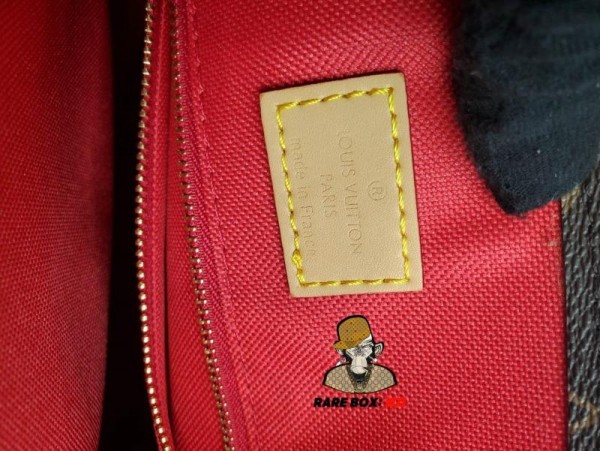 ®
LOUIS VUITTON
PARIS
made in France
RARE BOX